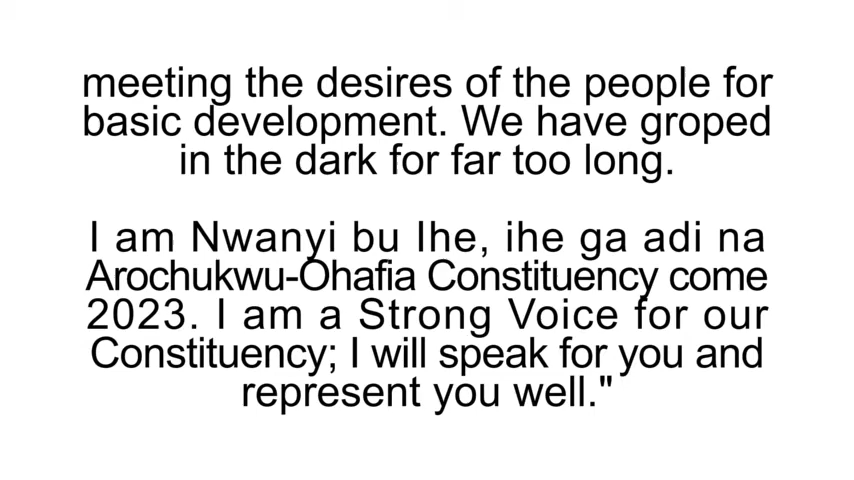 meeting the desires of the people for
basic development. We have groped
in the dark for far too long.
I am Nwanyi bu Ihe, ihe ga adi na
Arochukwu-Ohafia Constituency come
2023. I am a Strong Voice for our
Constituency; I will speak for you and
represent you well."